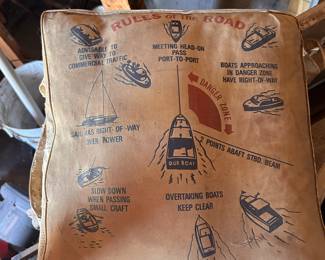 RULES OF THE ROAD
ADVISABLE TO
GIVE WAY TO
COMMERCIAL TRAFFIC
MEETING HEAD-ON
PASS
PORT-TO-PORT
BOATS APPROACHING
IN DANGER ZONE
HAVE RIGHT-OF-WAY
DANGER ZONE
SAIL HAS RIGHT-OF-WAY
OVER POWER
OUR BOAT
POINTS ABAFT STBD. BEAM
SLOW DOWN
WHEN PASSING
SMALL CRAFT
OVERTAKING BOATS
KEEP CLEAR